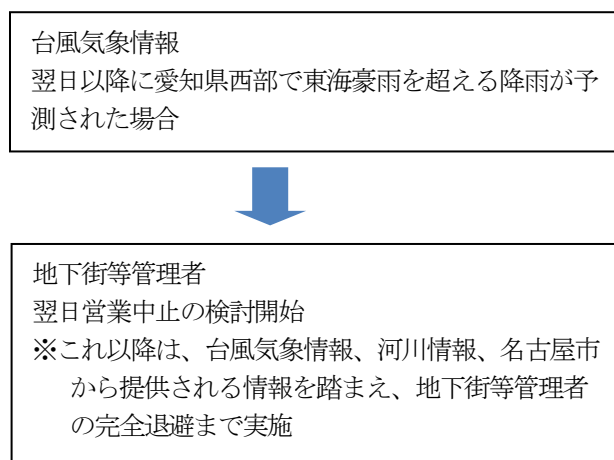 台風気象情報
翌日以降に愛知県西部で東海豪雨を超える降雨が予
測された場合
地下街等管理者
翌日営業中止の検討開始
※これ以降は、台風気象情報、河川情報、名古屋市
から提供される情報を踏まえ、地下街等管理者
の完全退避まで実施